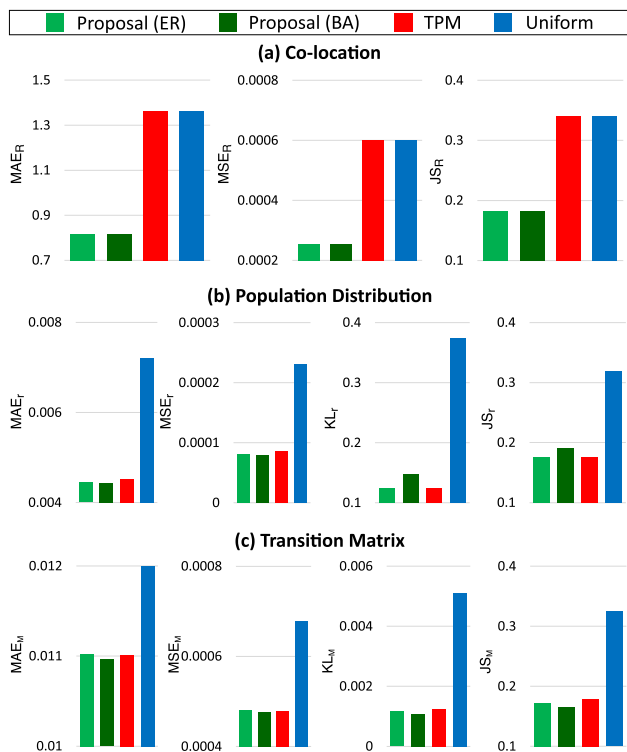 Proposal (ER) Proposal (BA) TPM Uniform
(a) Co-location
MAE_R
1.5
1.3
1.1
0.9
0.7
MSE_R
0.0008
0.0006
0.0004
0.0002
JS_R
0.4
0.3
0.2
0.1
(b) Population Distribution
MAE_r
0.008
0.006
0.004
MSE_r
0.0003
0.0002
0.0001
0
KL_r
0.4
0.3
0.2
0.1
JS_r
0.4
0.3
0.2
0.1
(c) Transition Matrix
MAE_M
0.012
0.011
0.01
MSE_M
0.0008
0.0006
0.0004
KL_M
0.006
0.004
0.002
0
JS_M
0.4
0.3
0.2
0.1